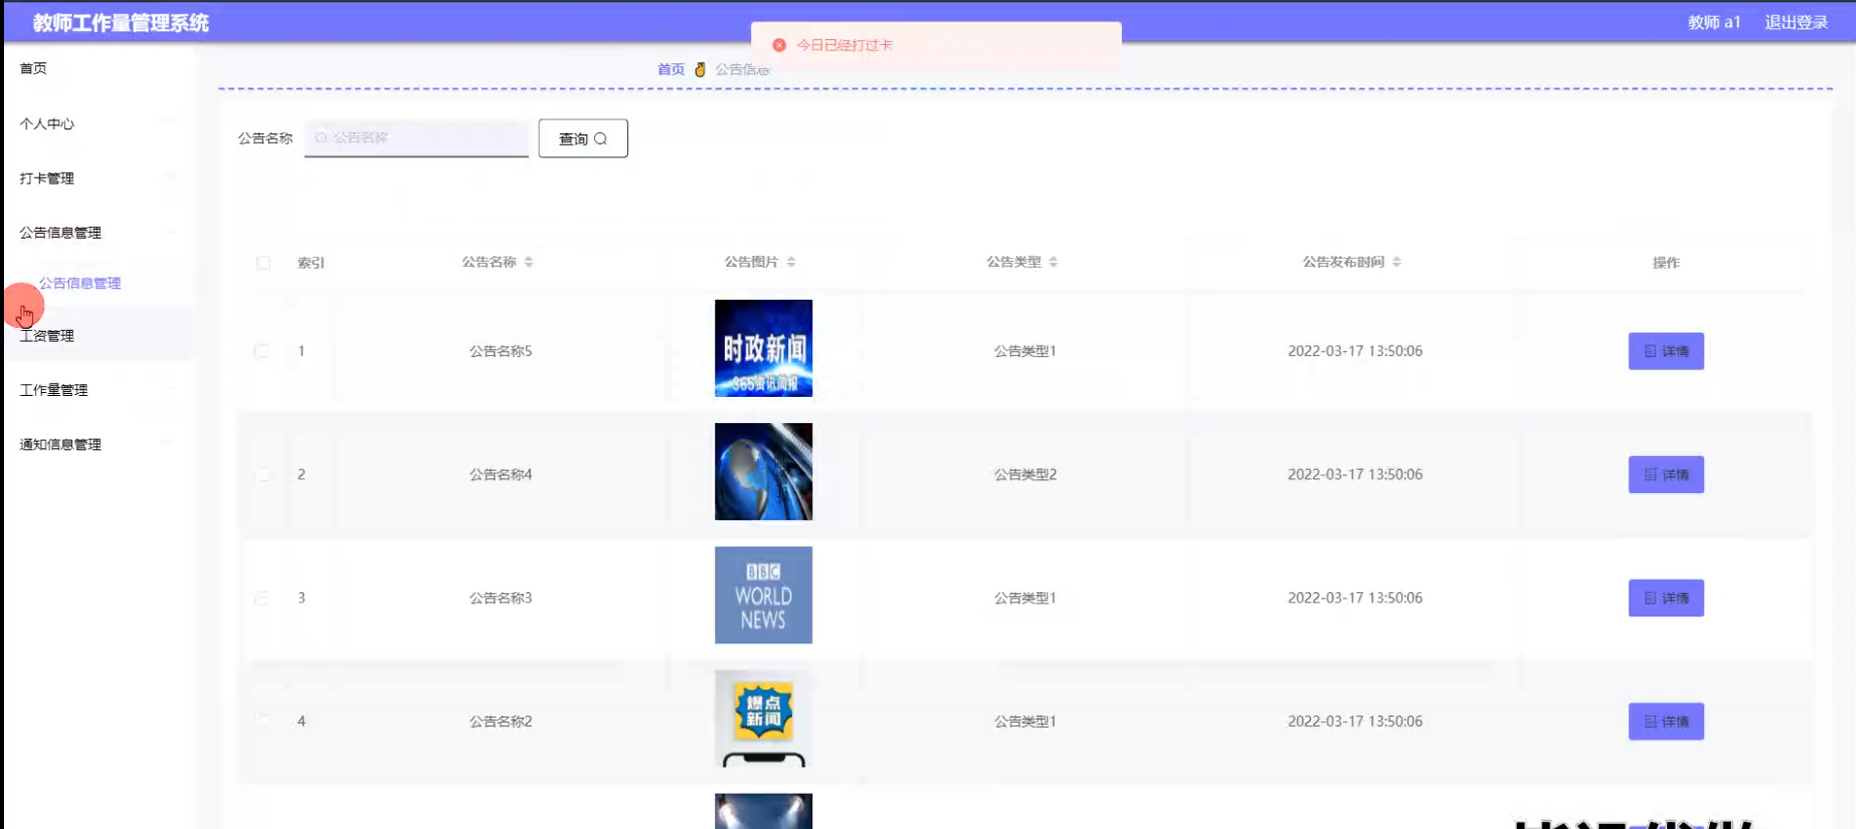 教师工作量管理系统
教师 a1 退出登录
今日已经打过卡
首页 公告信息
首页
个人中心
打卡管理
公告信息管理
公告信息管理
工资管理
工作量管理
通知信息管理
公告名称 公告名称 查询
索引 公告名称 公告图片 公告类型 公告发布时间 操作
1 公告名称5 时政新闻 365资讯简报 公告类型1 2022-03-17 13:50:06 详情
2 公告名称4 公告类型2 2022-03-17 13:50:06 详情
3 公告名称3 BBC WORLD NEWS 公告类型1 2022-03-17 13:50:06 详情
4 公告名称2 爆点新闻 公告类型1 2022-03-17 13:50:06 详情